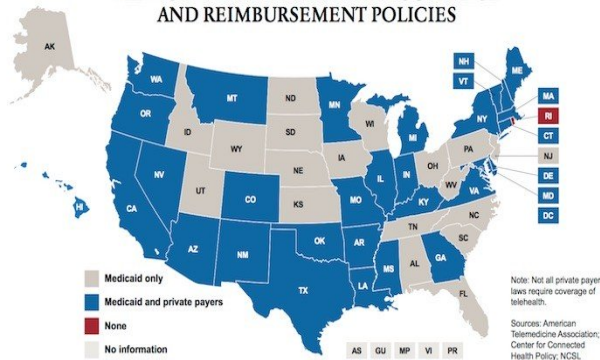 AND REIMBURSEMENT POLICIES
AK
WA
OR
CA
NV
ID
MT
WY
UT
CO
AZ
NM
ND
SD
NE
KS
OK
TX
MN
IA
MO
AR
LA
WI
IL
MI
IN
OH
KY
TN
MS
AL
GA
FL
SC
NC
VA
WV
PA
NY
ME
NH
VT
MA
RI
CT
NJ
DE
MD
DC
HI
Medicaid only
Medicaid and private payers
None
No information
AS GU MP VI PR
Note: Not all private payer
laws require coverage of
telehealth.
Sources: American
Telemedicine Association;
Center for Connected
Health Policy; NCSL